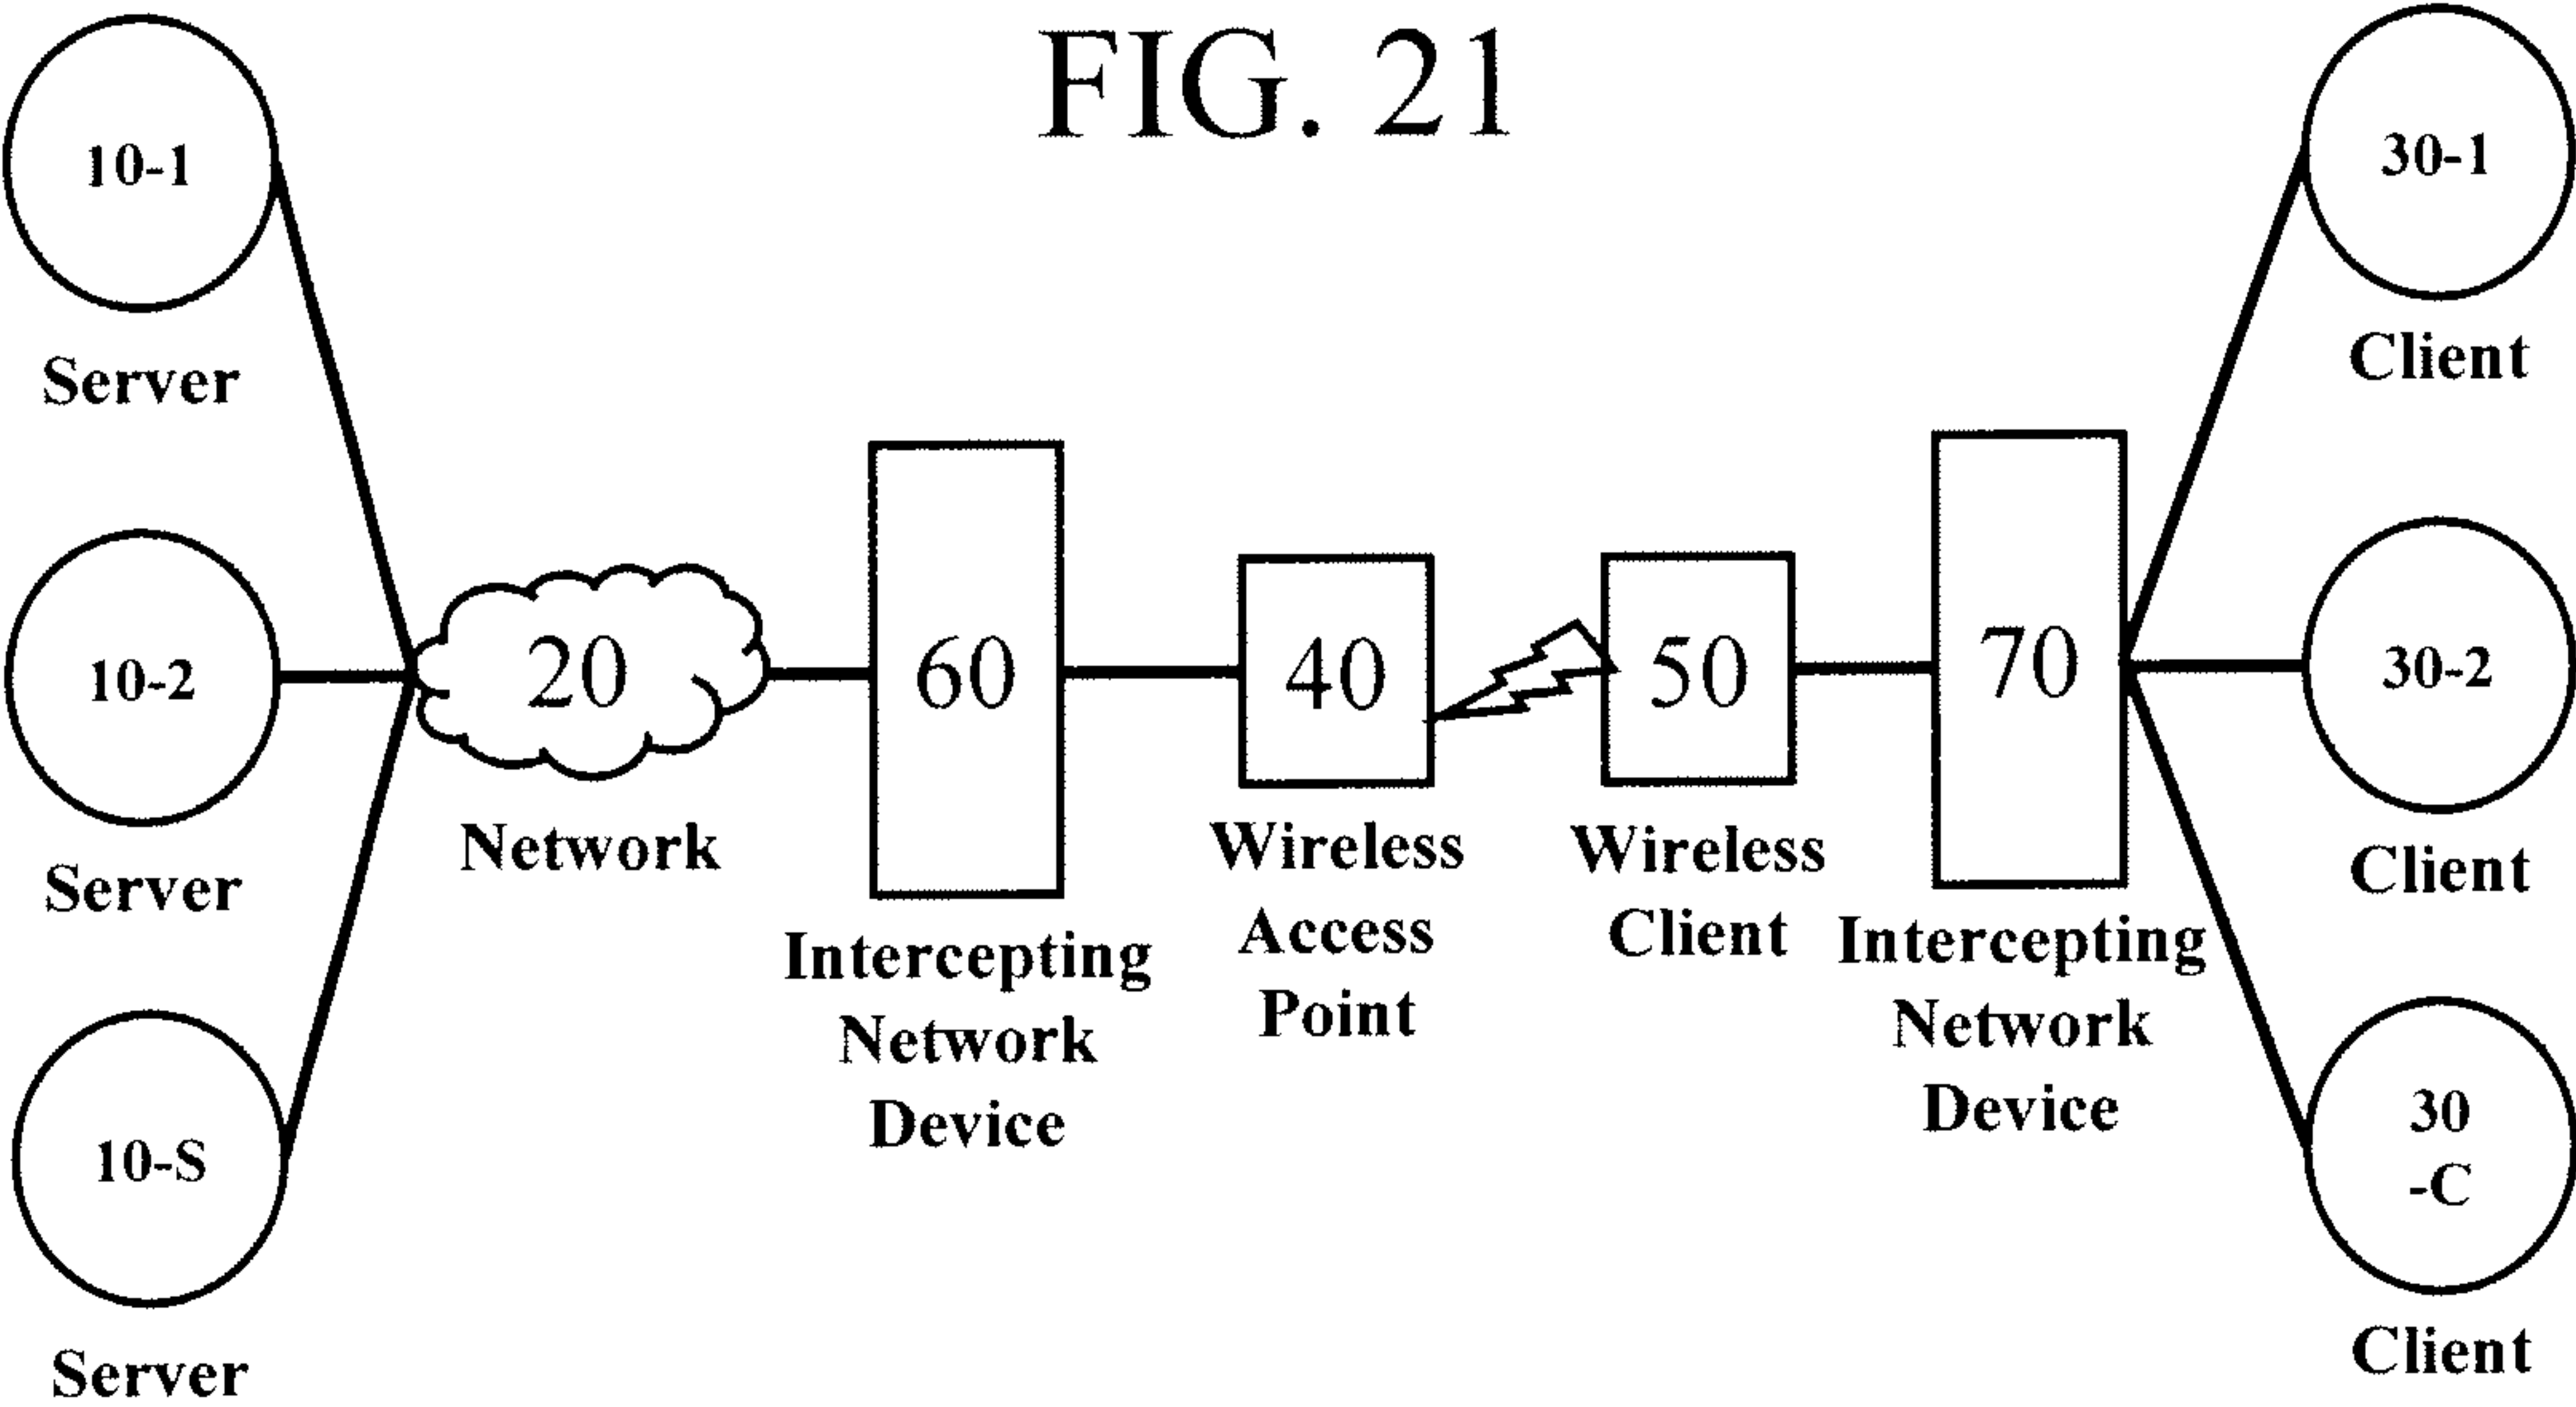 FIG. 21
10-1
Server
10-2
Server
10-S
Server
20
Network
60
Intercepting
Network
Device
40
Wireless
Access
Point
50
Wireless
Client
70
Intercepting
Network
Device
30-1
Client
30-2
Client
30
-C
Client